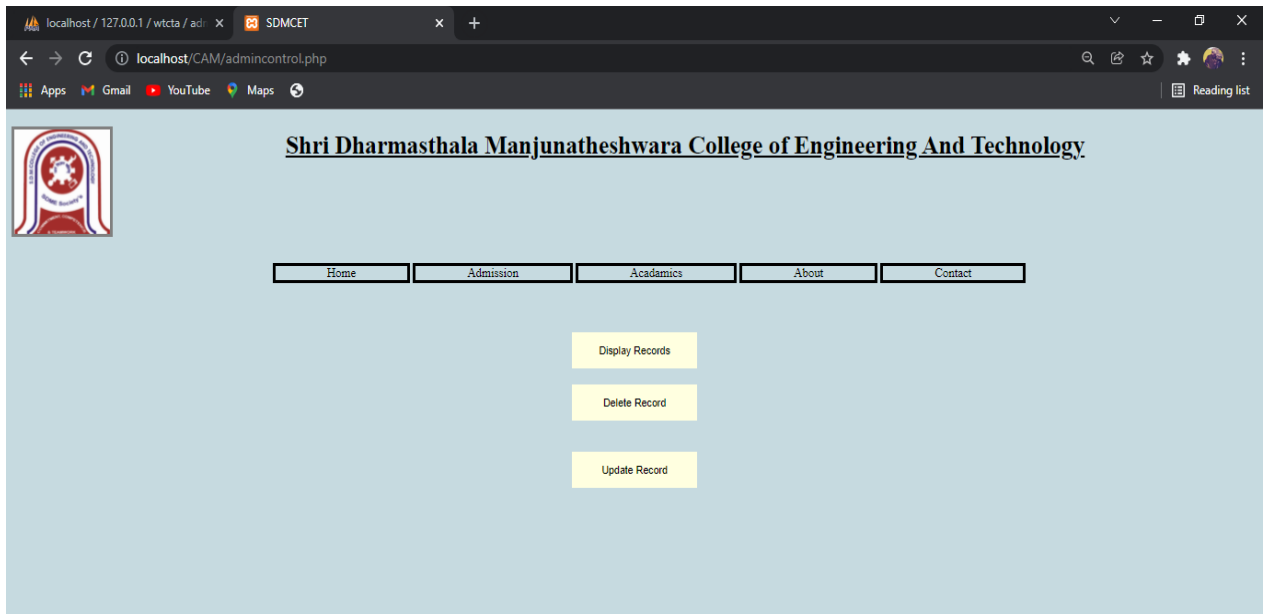 localhost / 127.0.0.1 / wtcta / adr
SDMCET
localhost/CAM/admincontrol.php
Apps Gmail YouTube Maps Reading list
Shri Dharmasthala Manjunatheshwara College of Engineering And Technology
Home Admission Acadamics About Contact
Display Records
Delete Record
Update Record